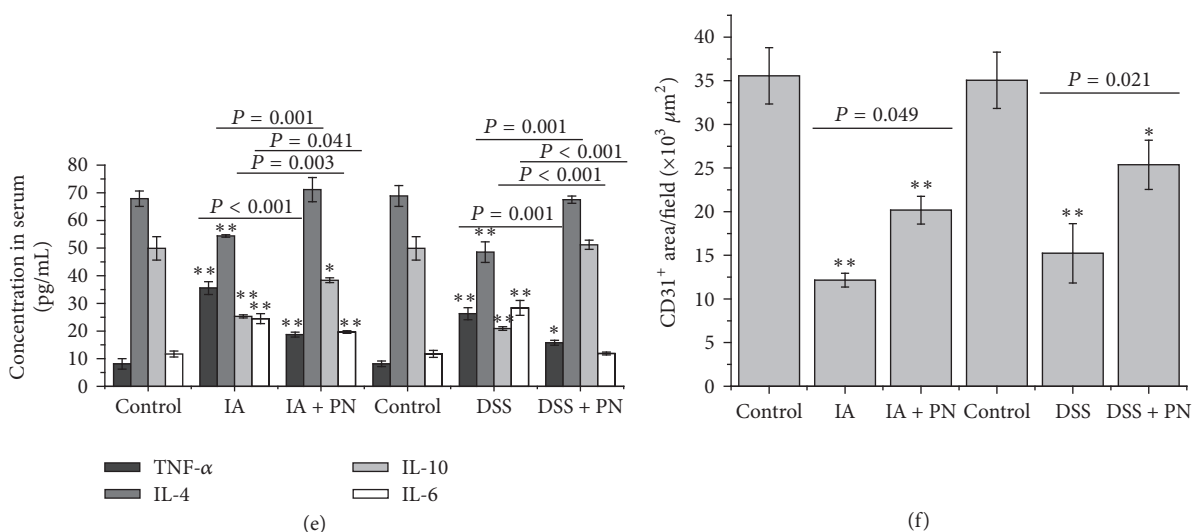 P = 0.001
P = 0.041
P = 0.003
P < 0.001
P = 0.001
P < 0.001
P < 0.001
P = 0.001
80
70
60
50
40
30
20
10
0
Concentration in serum
(pg/mL)
**
**
**
**
**
*
**
**
**
**
**
*
Control
IA
IA + PN
Control
DSS
DSS + PN
TNF-α
IL-4
IL-10
IL-6
(e)
40
35
30
25
20
15
10
5
0
CD31⁺ area/field (×10³ μm²)
P = 0.049
P = 0.021
**
**
**
*
Control
IA
IA + PN
Control
DSS
DSS + PN
(f)